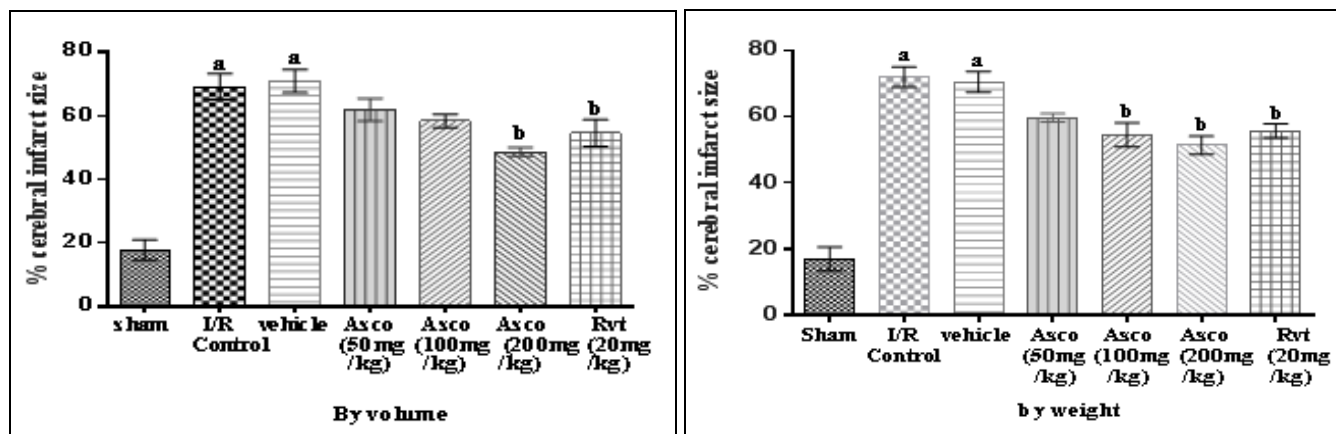 % cerebral infarct size
80
60
40
20
0
a
a
b
b
sham
I/R
Control
vehicle
Asco
(50mg
/kg)
Asco
(100mg
/kg)
Asco
(200mg
/kg)
Rvt
(20mg
/kg)
By volume
% cerebral infarct size
80
60
40
20
0
a
a
b
b
b
Sham
I/R
Control
vehicle
Asco
(50mg
/kg)
Asco
(100mg
/kg)
Asco
(200mg
/kg)
Rvt
(20mg
/kg)
by weight